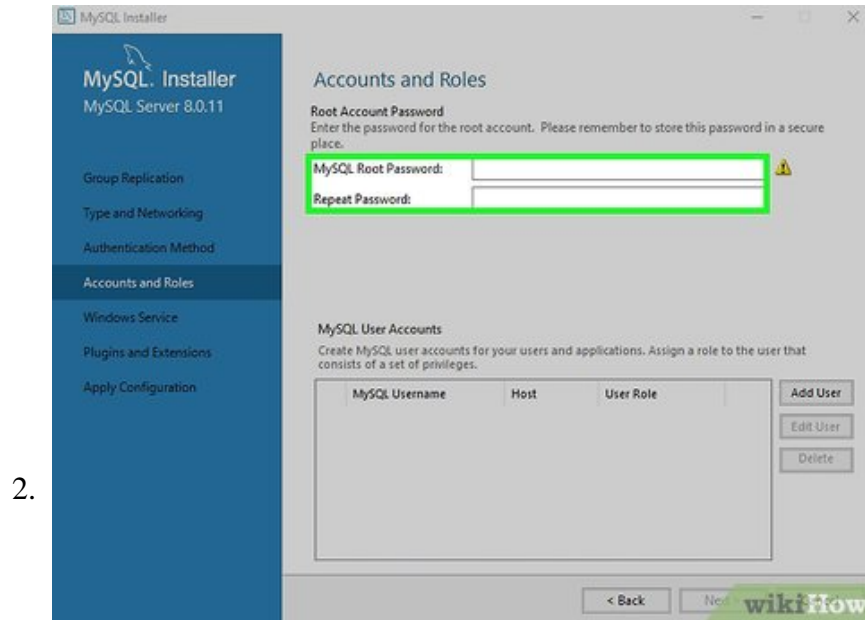 MySQL Installer
MySQL. Installer
MySQL Server 8.0.11
Group Replication
Type and Networking
Authentication Method
Accounts and Roles
Windows Service
Plugins and Extensions
Apply Configuration
Accounts and Roles
Root Account Password
Enter the password for the root account. Please remember to store this password in a secure
place.
MySQL Root Password:
Repeat Password:
MySQL User Accounts
Create MySQL user accounts for your users and applications. Assign a role to the user that
consists of a set of privileges.
MySQL Username Host User Role
Add User
Edit User
Delete
2.
< Back
wikiHow